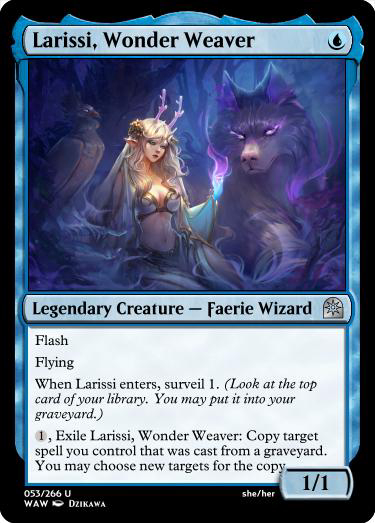 Larissi, Wonder Weaver
Legendary Creature — Faerie Wizard
Flash
Flying
When Larissi enters, surveil 1. (Look at the top
card of your library. You may put it into your
graveyard.)
1, Exile Larissi, Wonder Weaver: Copy target
spell you control that was cast from a graveyard.
You may choose new targets for the copy.
1/1
053/266 U
she/her
WAW Dzikawa